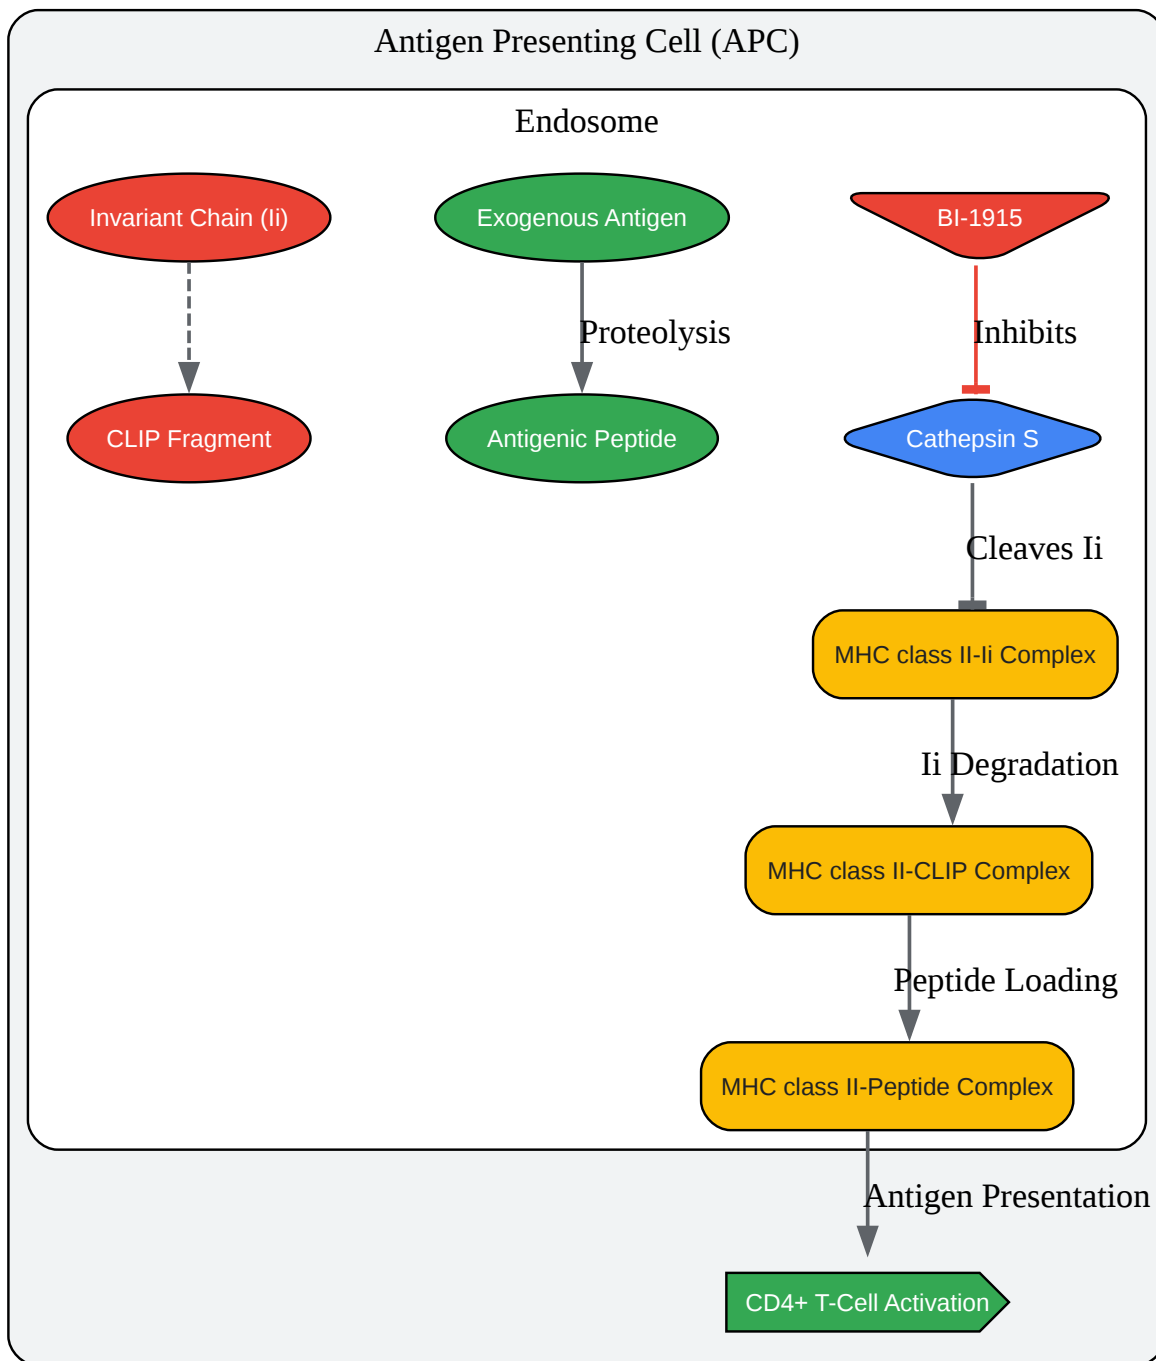 Antigen Presenting Cell (APC)
Endosome
Invariant Chain (Ii)
Exogenous Antigen
BI-1915
Proteolysis
Inhibits
CLIP Fragment
Antigenic Peptide
Cathepsin S
Cleaves Ii
MHC class II-Ii Complex
Ii Degradation
MHC class II-CLIP Complex
Peptide Loading
MHC class II-Peptide Complex
Antigen Presentation
CD4+ T-Cell Activation